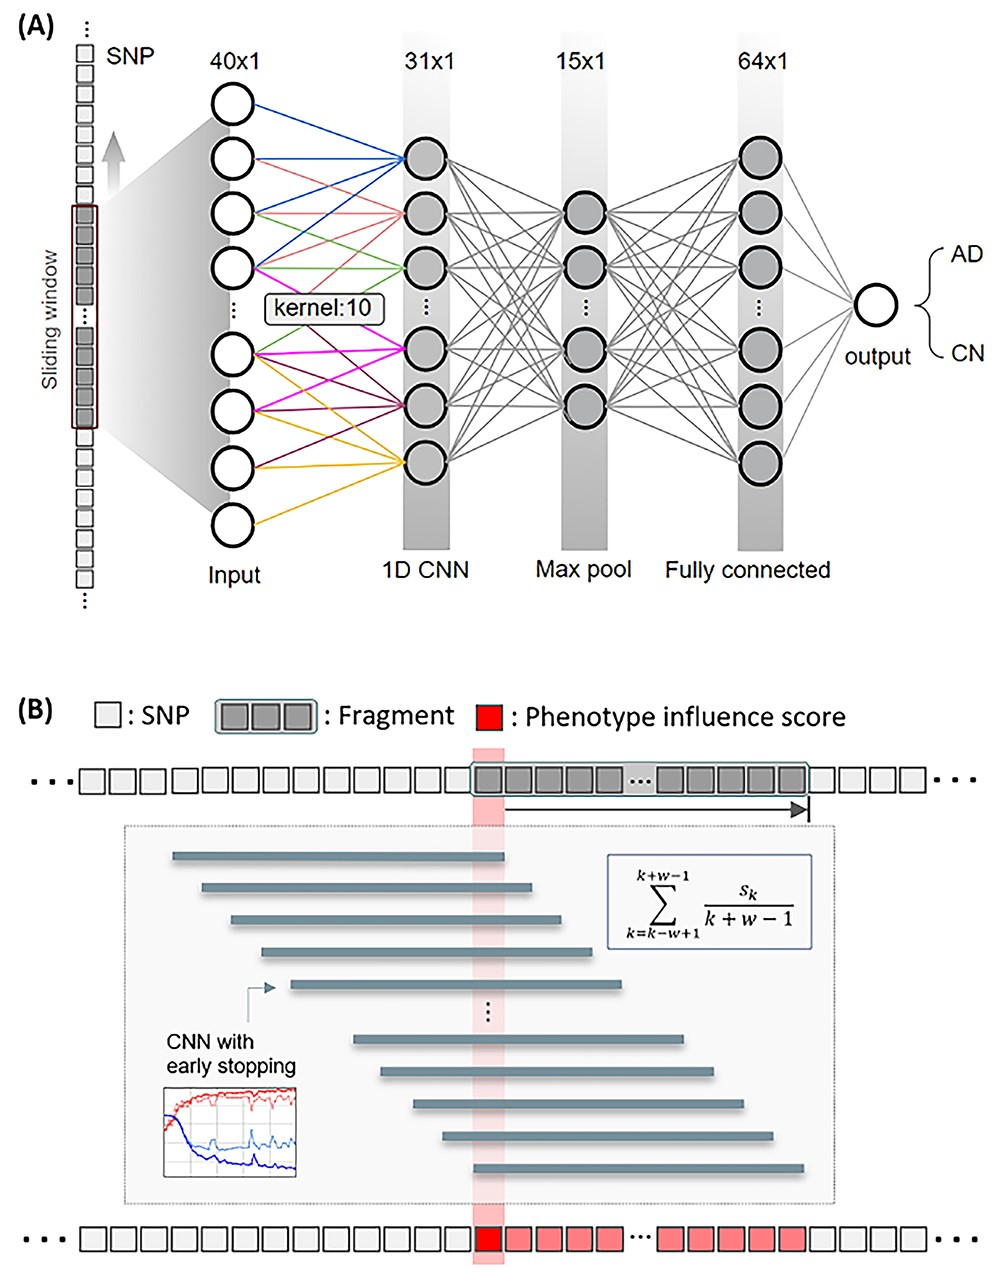 (A)
SNP
40x1
31x1
15x1
64x1
Sliding window
kernel:10
AD
CN
output
Input
1D CNN
Max pool
Fully connected
(B)
: SNP
: Fragment
: Phenotype influence score
k+w−1
∑
k=k−w+1
sₖ
k + w − 1
CNN with
early stopping